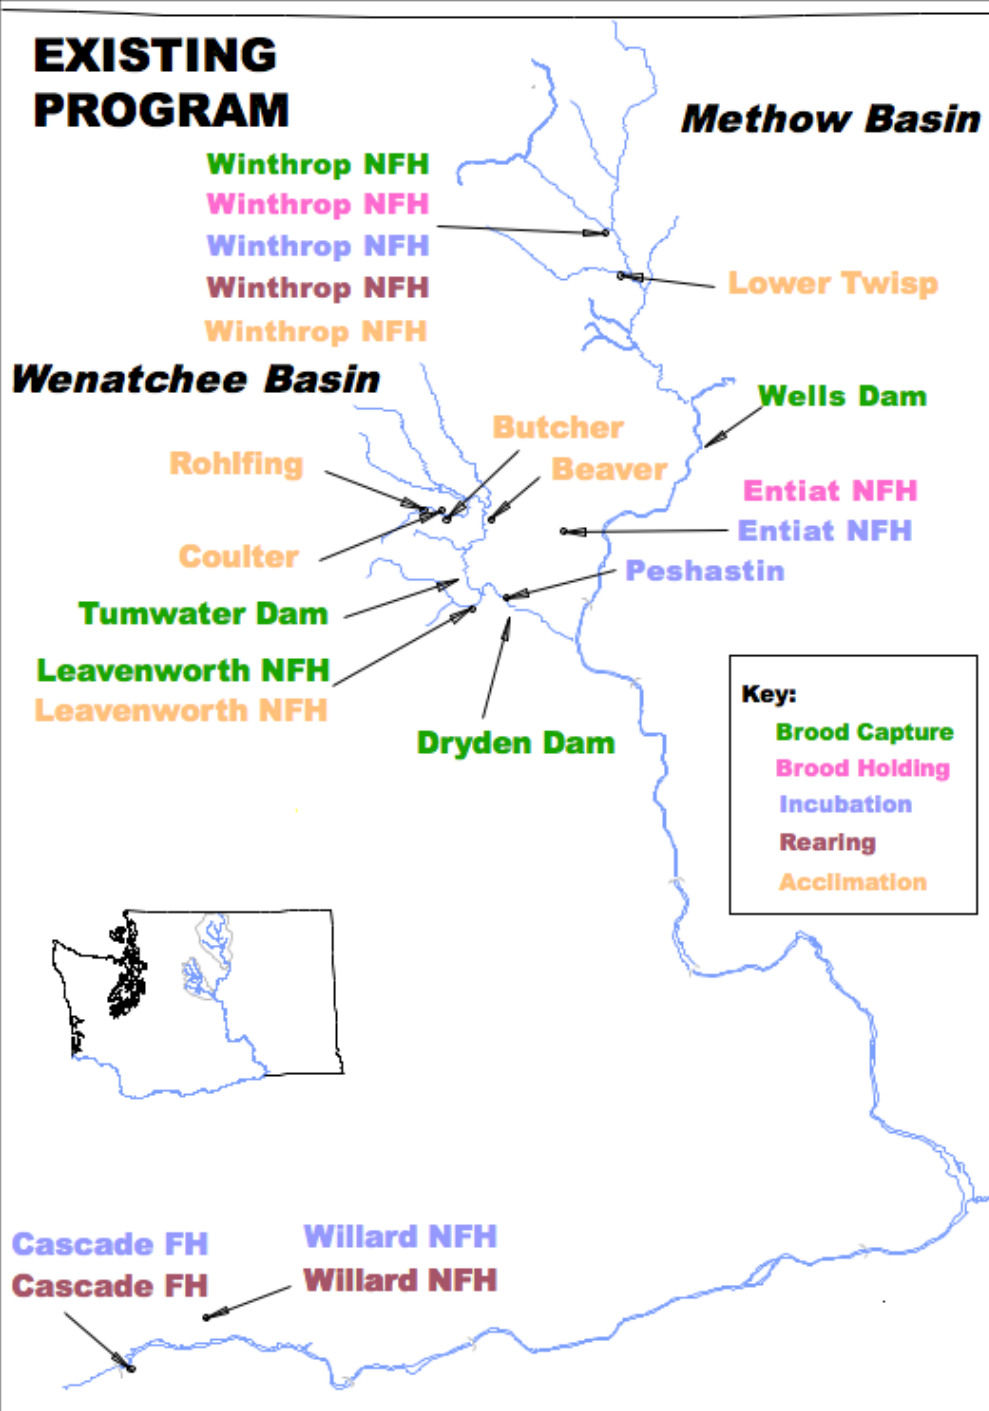 EXISTING
PROGRAM
Methow Basin
Winthrop NFH
Winthrop NFH
Winthrop NFH
Winthrop NFH
Winthrop NFH
Lower Twisp
Wenatchee Basin
Wells Dam
Butcher
Rohlfing
Beaver
Entiat NFH
Entiat NFH
Coulter
Peshastin
Tumwater Dam
Leavenworth NFH
Leavenworth NFH
Dryden Dam
Key:
Brood Capture
Brood Holding
Incubation
Rearing
Acclimation
Cascade FH
Cascade FH
Willard NFH
Willard NFH